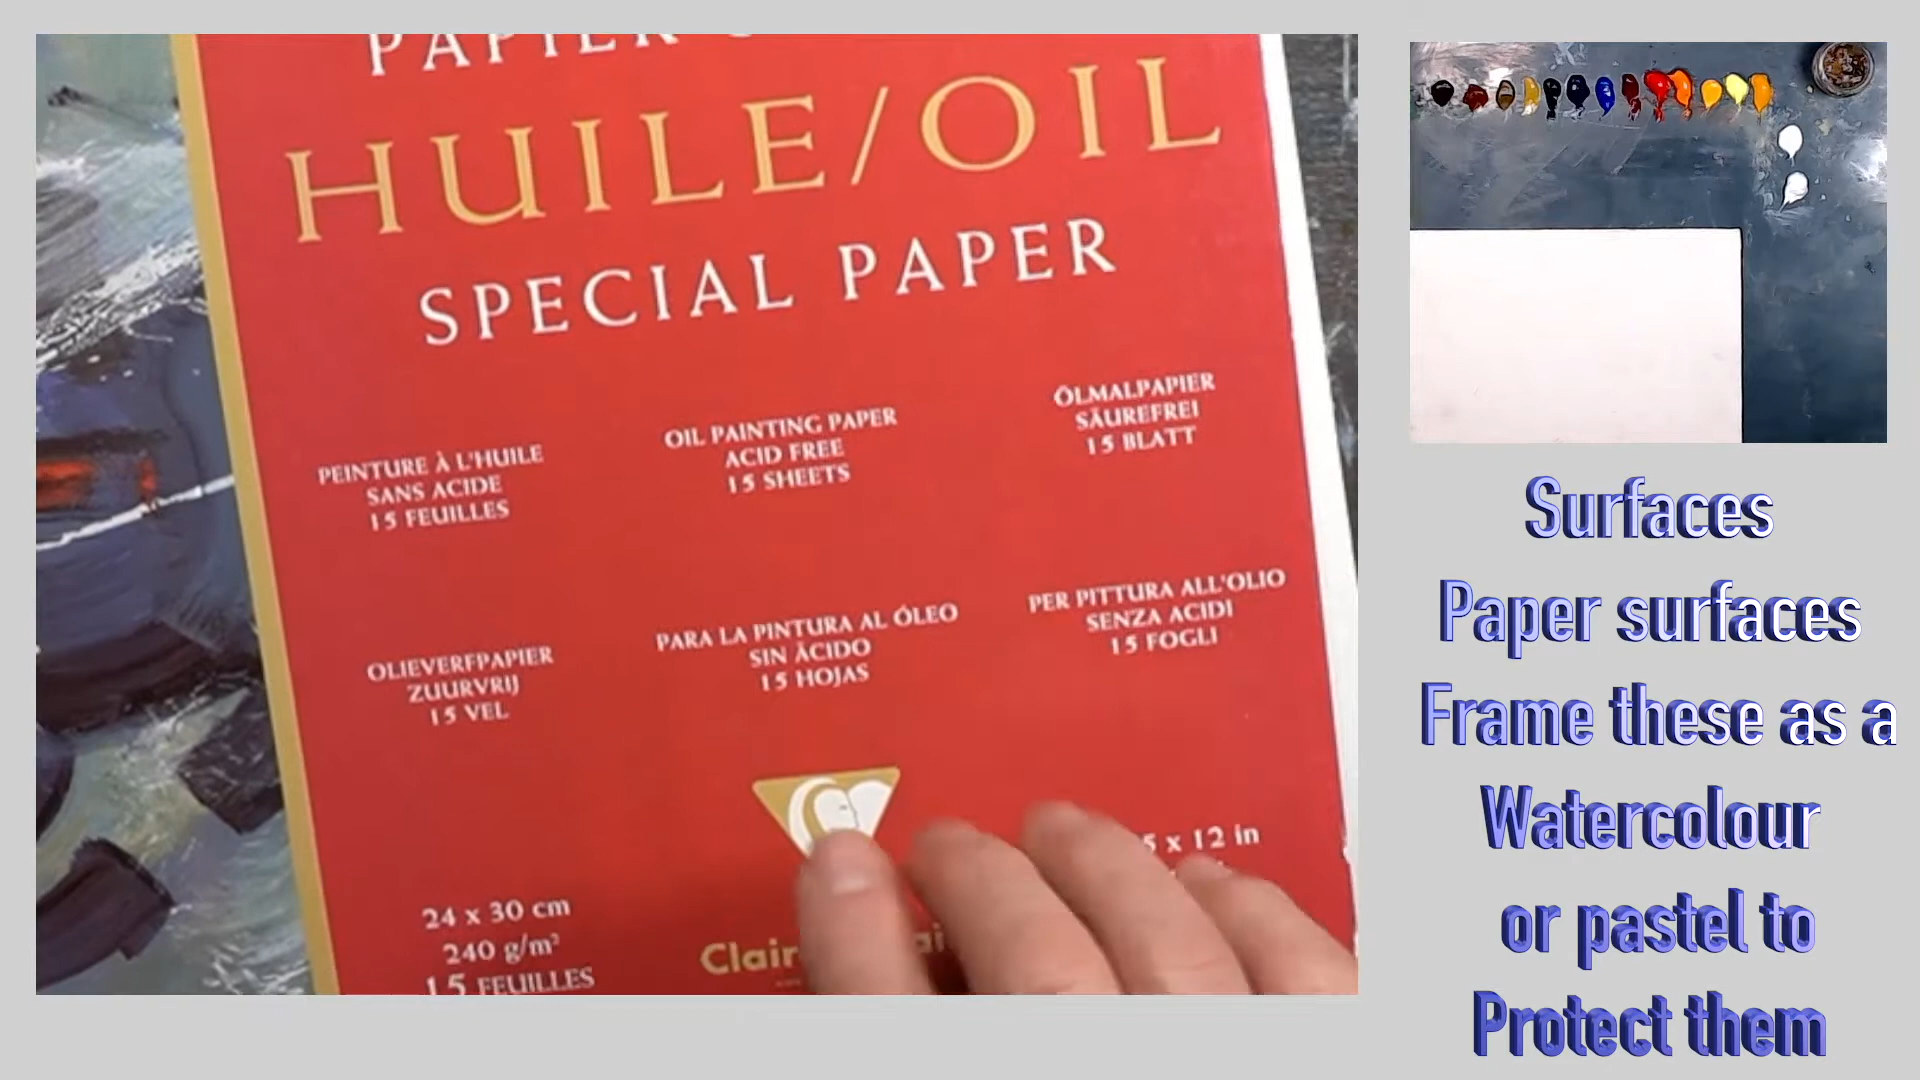 PAPIER
HUILE/OIL
SPECIAL PAPER
PEINTURE À L'HUILE
SANS ACIDE
15 FEUILLES
OIL PAINTING PAPER
ACID FREE
15 SHEETS
ÖLMALPAPIER
SÄUREFREI
15 BLATT
OLIEVERFPAPIER
ZUURVRIJ
15 VEL
PARA LA PINTURA AL ÓLEO
SIN ÀCIDO
15 HOJAS
PER PITTURA ALL'OLIO
SENZA ACIDI
15 FOGLI
24 x 30 cm
240 g/m²
15 FEUILLES
x 12 in
Surfaces
Paper surfaces
Frame these as a
Watercolour
or pastel to
Protect them